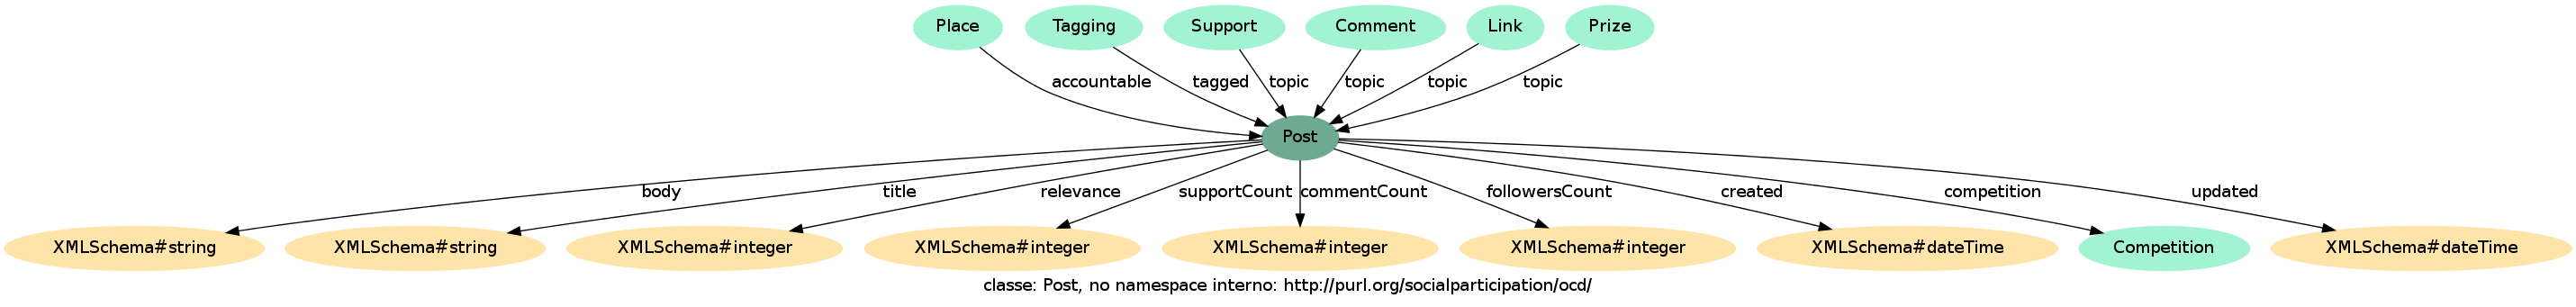 Place Tagging Support Comment Link Prize
accountable tagged topic topic topic topic
Post
body title relevance supportCount commentCount followersCount created competition updated
XMLSchema#string XMLSchema#string XMLSchema#integer XMLSchema#integer XMLSchema#integer XMLSchema#integer XMLSchema#dateTime Competition XMLSchema#dateTime
classe: Post, no namespace interno: http://purl.org/socialparticipation/ocd/